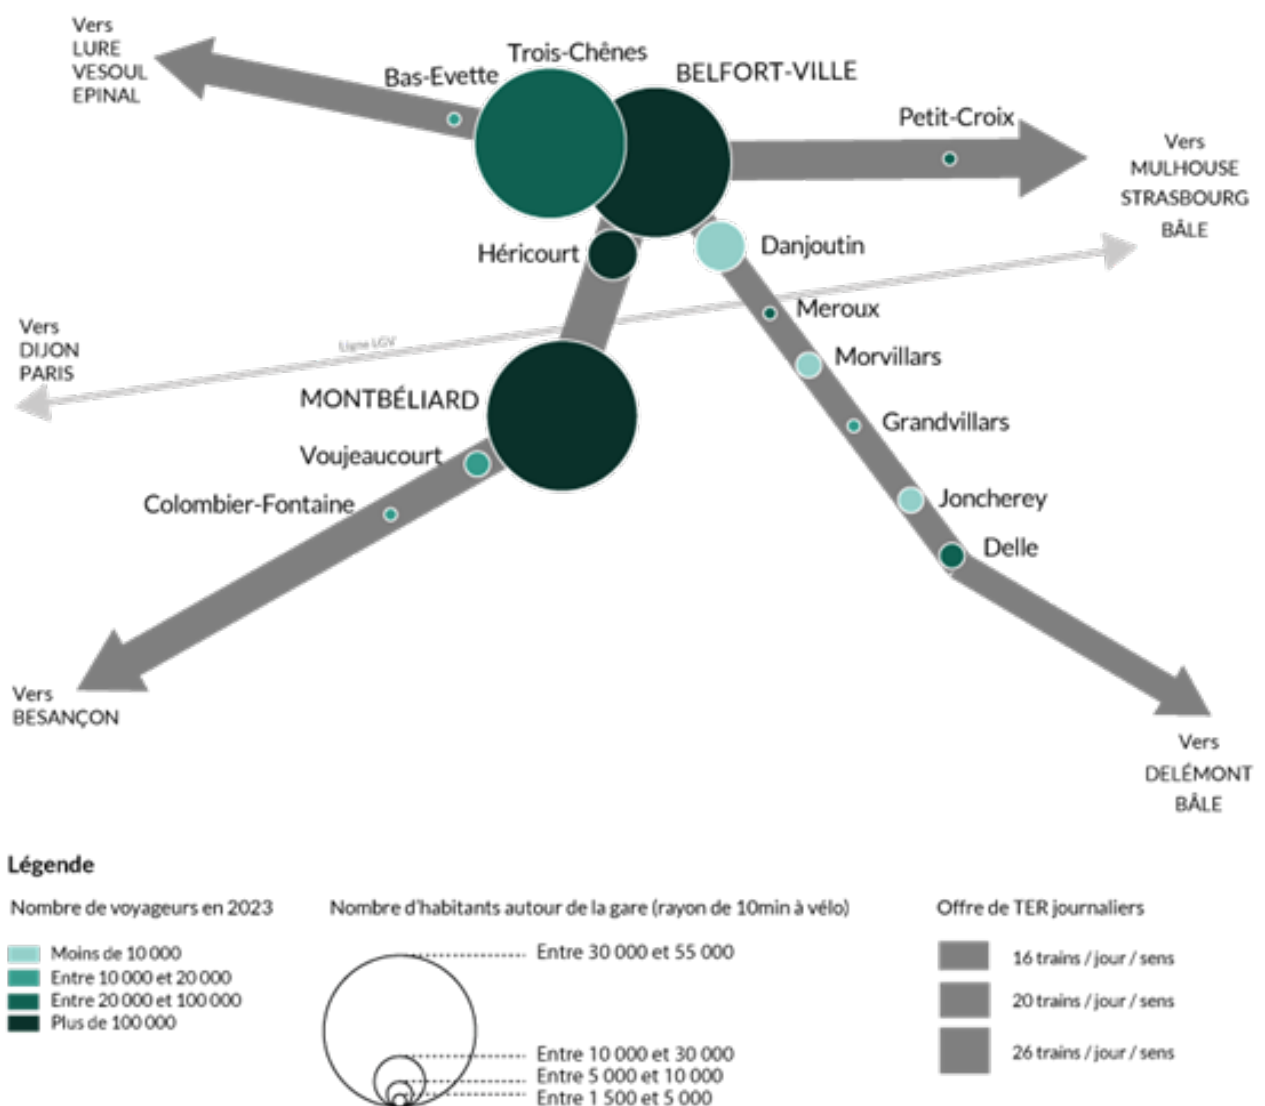 Vers
LURE
VESOUL
EPINAL
Trois-Chênes
Bas-Evette
BELFORT-VILLE
Petit-Croix
Vers
MULHOUSE
STRASBOURG
BÂLE
Héricourt
Danjoutin
Meroux
Vers
DIJON
PARIS
Ligne LGV
Morvillars
MONTBÉLIARD
Grandvillars
Voujeaucourt
Colombier-Fontaine
Joncherey
Delle
Vers
BESANÇON
Vers
DELÉMONT
BÂLE
Légende
Nombre de voyageurs en 2023
Moins de 10 000
Entre 10 000 et 20 000
Entre 20 000 et 100 000
Plus de 100 000
Nombre d'habitants autour de la gare (rayon de 10min à vélo)
Entre 30 000 et 55 000
Entre 10 000 et 30 000
Entre 5 000 et 10 000
Entre 1 500 et 5 000
Offre de TER journaliers
16 trains / jour / sens
20 trains / jour / sens
26 trains / jour / sens